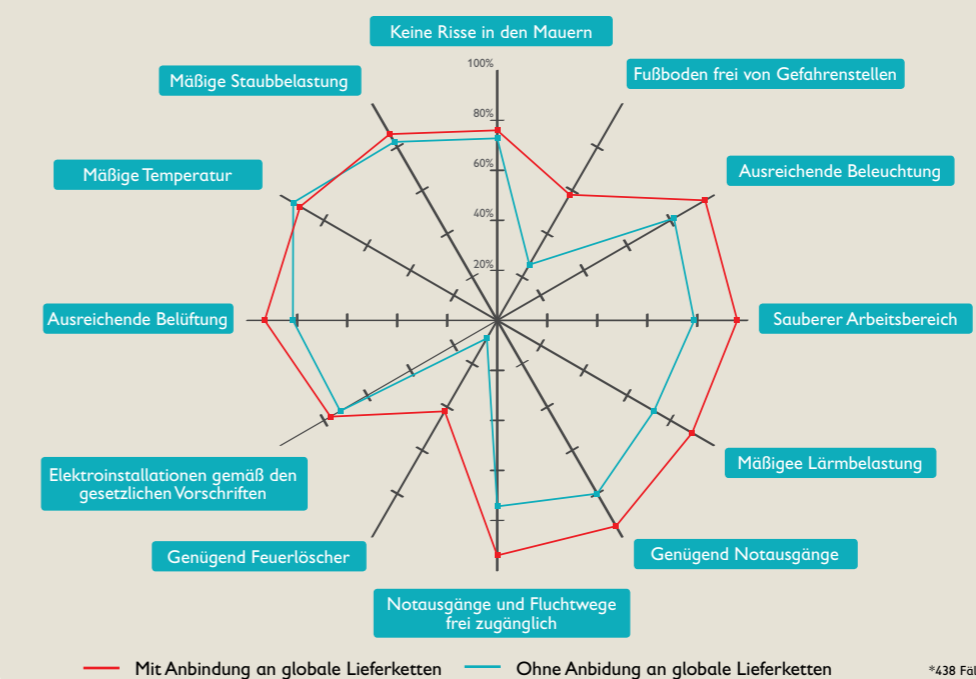 Keine Risse in den Mauern
Mäßige Staubbelastung
Fußboden frei von Gefahrenstellen
Mäßige Temperatur
Ausreichende Beleuchtung
100%
80%
60%
40%
20%
Ausreichende Belüftung
Sauberer Arbeitsbereich
Elektroinstallationen gemäß den
gesetzlichen Vorschriften
Mäßigee Lärmbelastung
Genügend Feuerlöscher
Genügend Notausgänge
Notausgänge und Fluchtwege
frei zugänglich
Mit Anbindung an globale Lieferketten
Ohne Anbidung an globale Lieferketten
*438